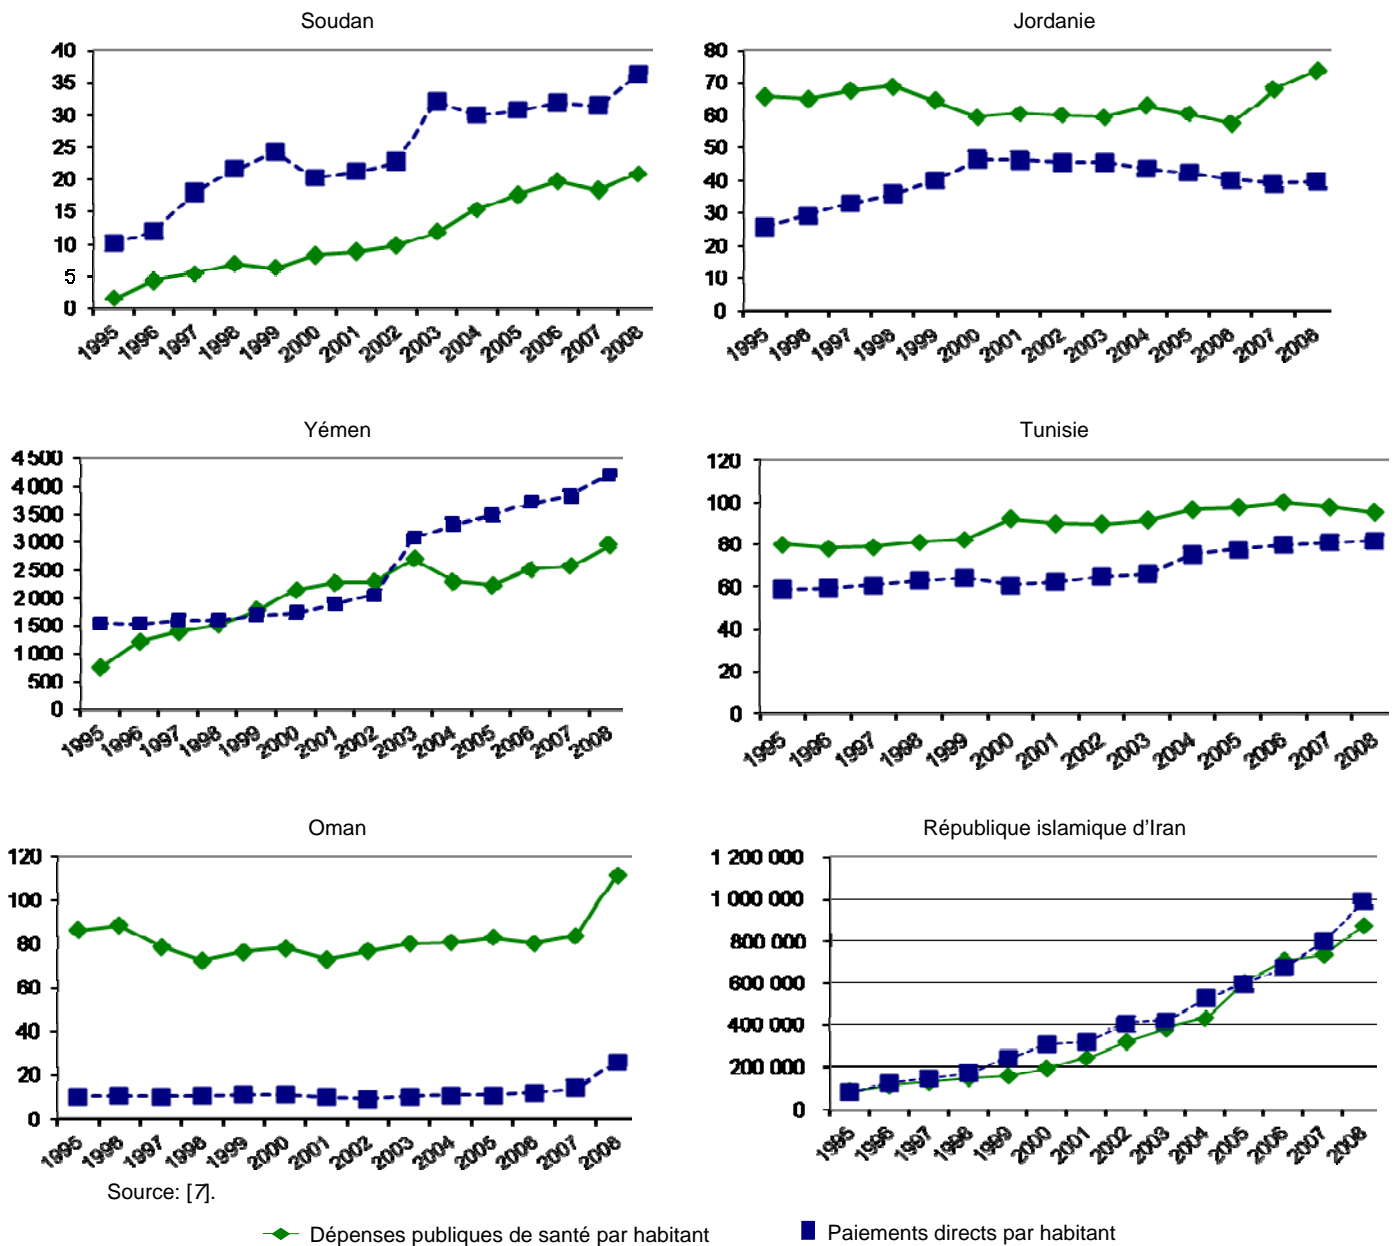 Soudan
40
35
30
25
20
15
10
5
0
1995 1996 1997 1998 1999 2000 2001 2002 2003 2004 2005 2006 2007 2008
Jordanie
80
70
60
50
40
30
20
10
0
1995 1996 1997 1998 1999 2000 2001 2002 2003 2004 2005 2006 2007 2008
Yémen
4 500
4 000
3 500
3 000
2 500
2 000
1 500
1 000
500
0
1995 1996 1997 1998 1999 2000 2001 2002 2003 2004 2005 2006 2007 2008
Tunisie
120
100
80
60
40
20
0
1995 1996 1997 1998 1999 2000 2001 2002 2003 2004 2005 2006 2007 2008
Oman
120
100
80
60
40
20
0
1995 1996 1997 1998 1999 2000 2001 2002 2003 2004 2005 2006 2007 2008
République islamique d’Iran
1 200 000
1 000 000
800 000
600 000
400 000
200 000
0
1995 1996 1997 1998 1999 2000 2001 2002 2003 2004 2005 2006 2007 2008
Source: [7].
Dépenses publiques de santé par habitant
Paiements directs par habitant